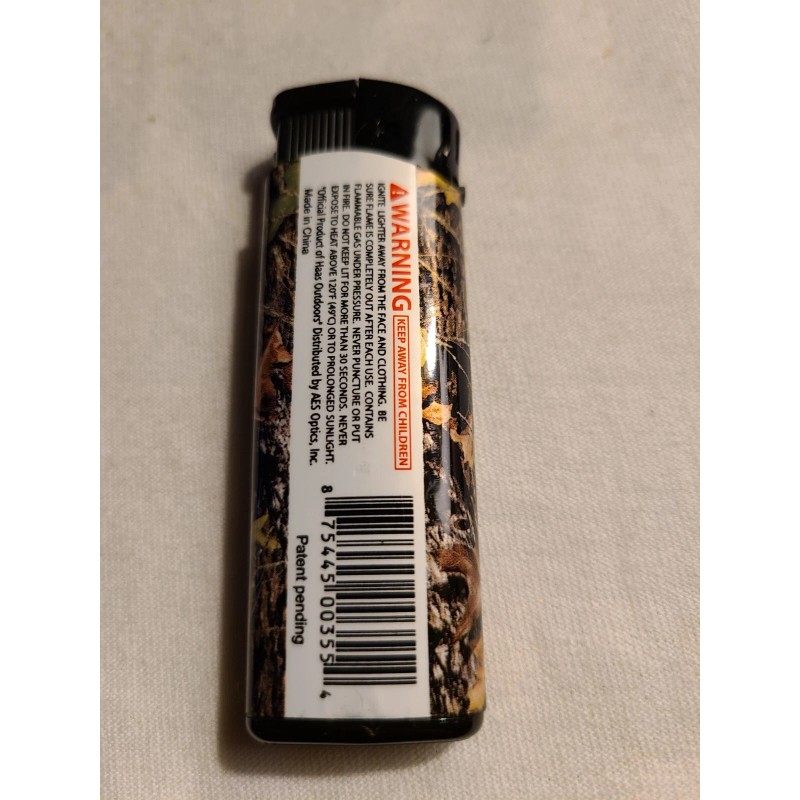 ⚠WARNING KEEP AWAY FROM CHILDREN
IGNITE LIGHTER AWAY FROM THE FACE AND CLOTHING. BE
SURE FLAME IS COMPLETELY OUT AFTER EACH USE. CONTAINS
FLAMMABLE GAS UNDER PRESSURE. NEVER PUNCTURE OR PUT
IN FIRE. DO NOT KEEP LIT FOR MORE THAN 30 SECONDS. NEVER
EXPOSE TO HEAT ABOVE 120°F (49°C) OR TO PROLONGED SUNLIGHT.
"Official Product of Haas Outdoors" Distributed by AES Optics, Inc.
Made in China
8 75445 00355 4
Patent pending